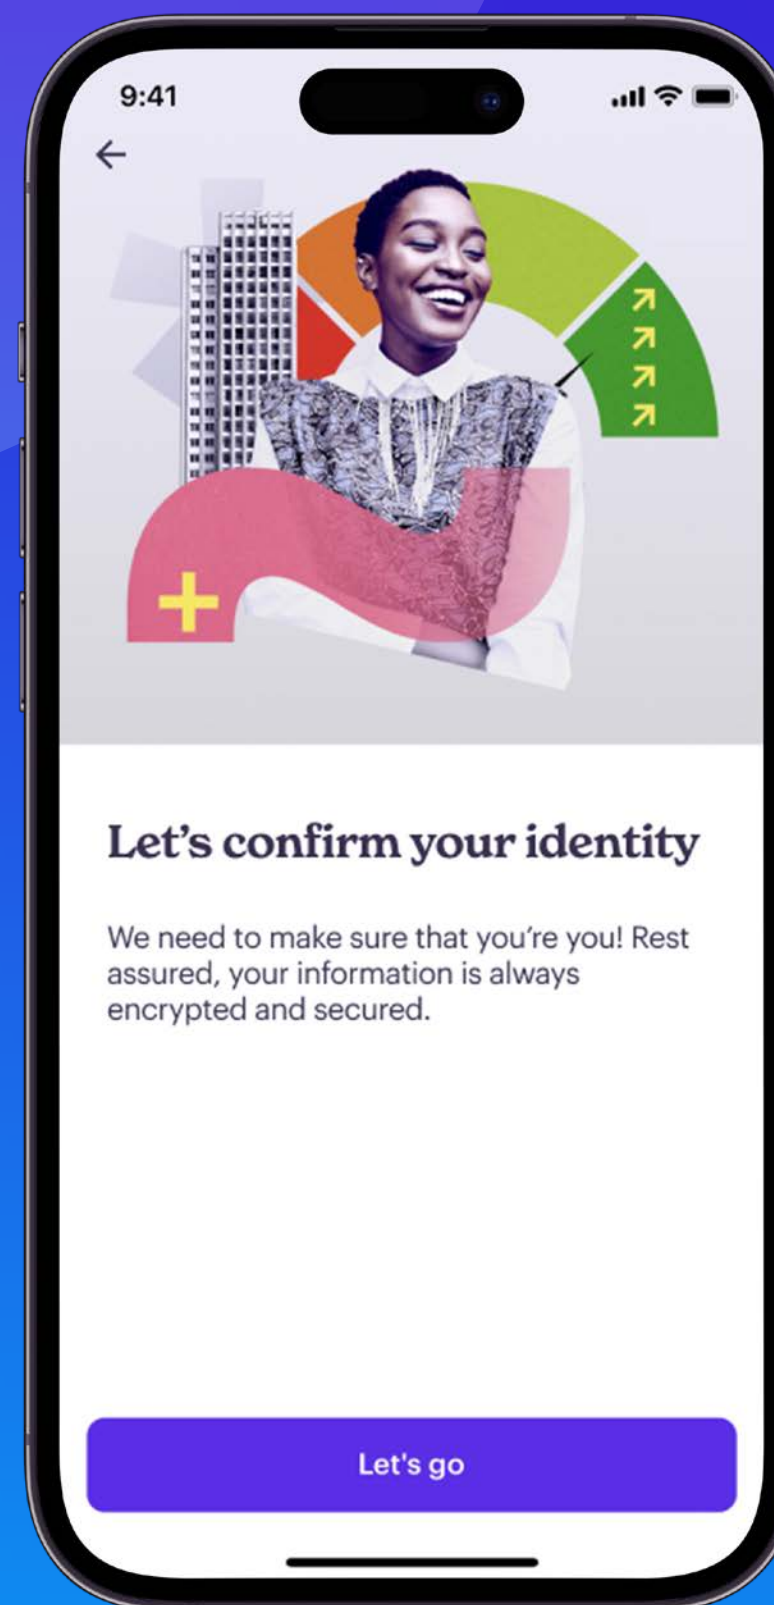 9:41
Let’s confirm your identity
We need to make sure that you’re you! Rest
assured, your information is always
encrypted and secured.
Let's go